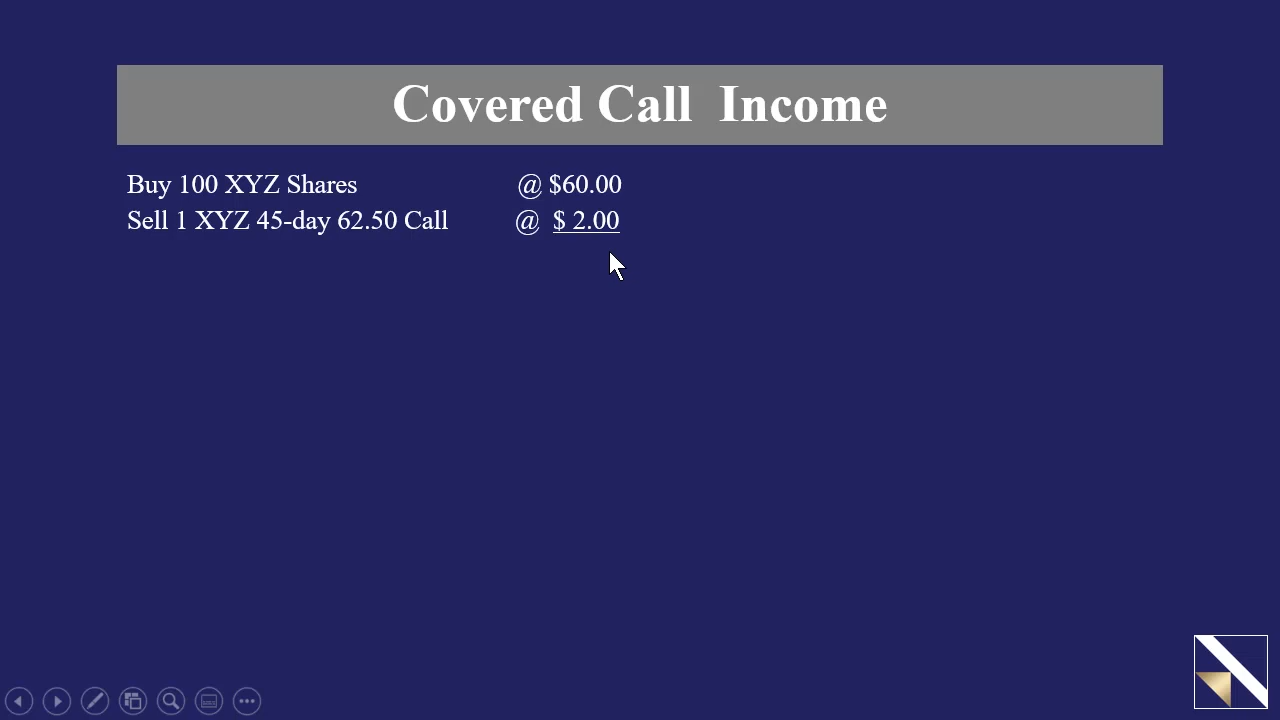 Covered Call  Income
Buy 100 XYZ Shares @ $60.00
Sell 1 XYZ 45-day 62.50 Call @ $ 2.00